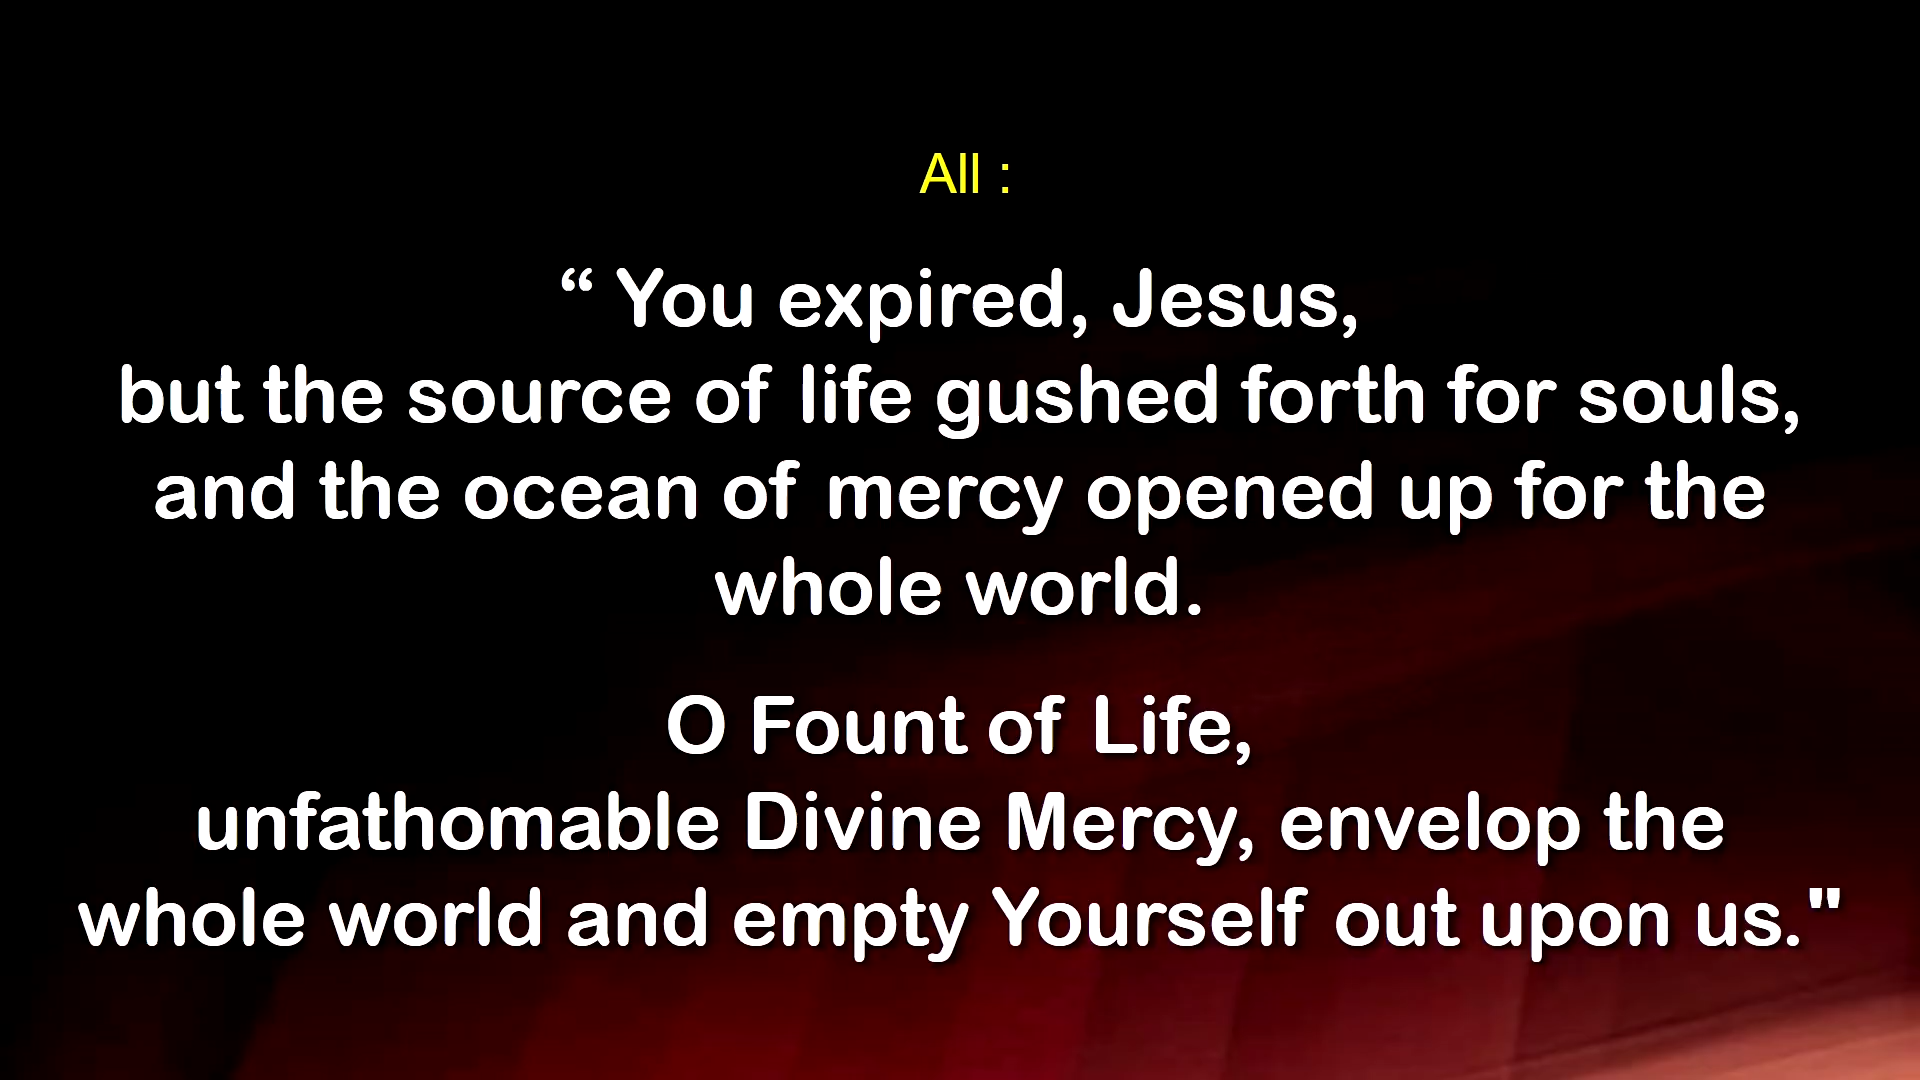 All :
“ You expired, Jesus,
but the source of life gushed forth for souls,
and the ocean of mercy opened up for the
whole world.
O Fount of Life,
unfathomable Divine Mercy, envelop the
whole world and empty Yourself out upon us."